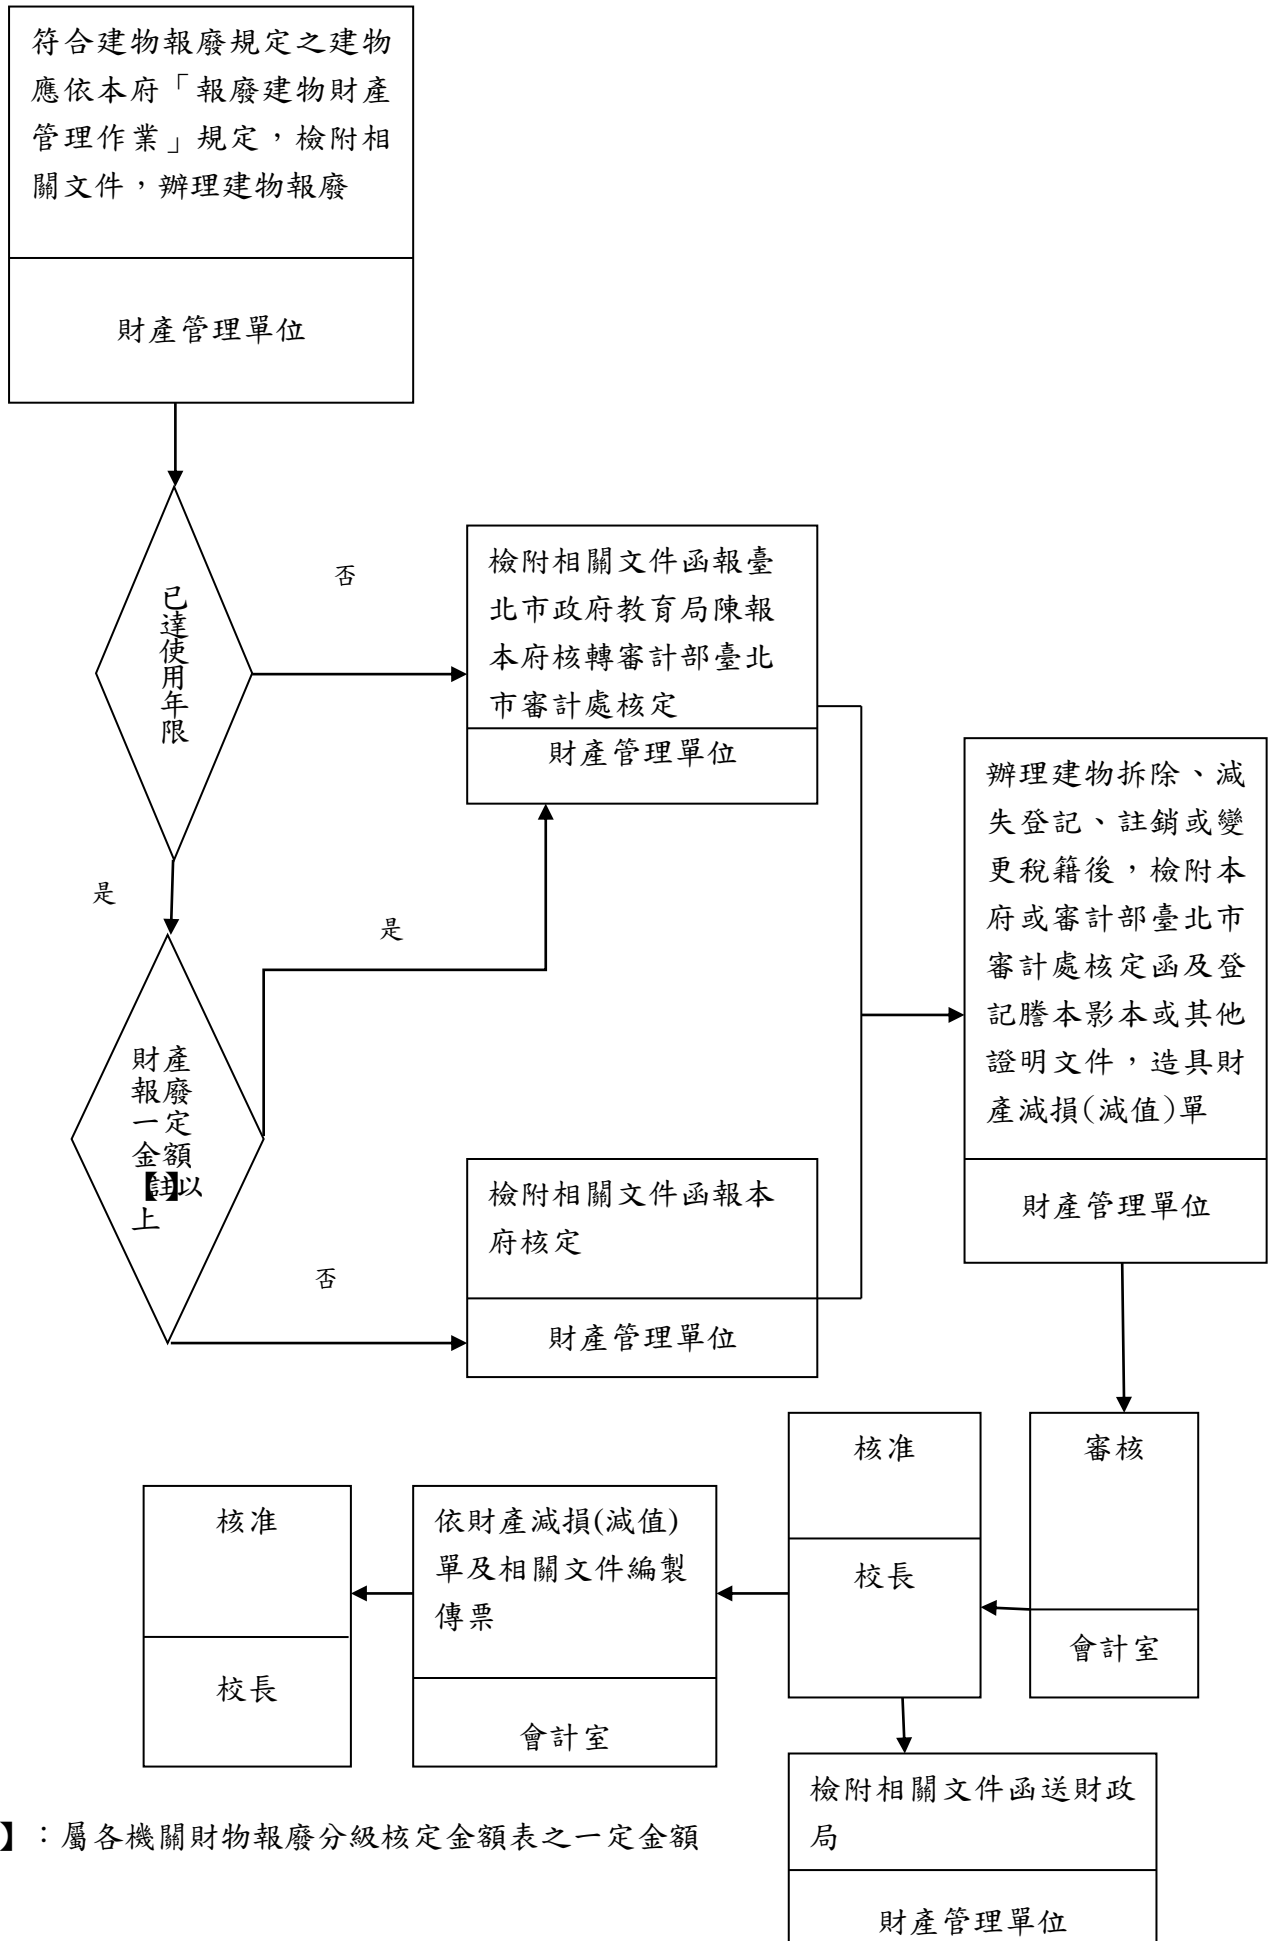 符合建物報廢規定之建物
應依本府「報廢建物財產
管理作業」規定，檢附相
關文件，辦理建物報廢
財產管理單位
已達使用年限
否
檢附相關文件函報臺
北市政府教育局陳報
本府核轉審計部臺北
市審計處核定
財產管理單位
是
是
財產
報廢
一定
金額
【註】以
上
否
檢附相關文件函報本
府核定
財產管理單位
辦理建物拆除、減
失登記、註銷或變
更稅籍後，檢附本
府或審計部臺北市
審計處核定函及登
記謄本影本或其他
證明文件，造具財
產減損(減值)單
財產管理單位
審核
會計室
核准
校長
依財產減損(減值)
單及相關文件編製
傳票
會計室
核准
校長
檢附相關文件函送財政
局
財產管理單位
】：屬各機關財物報廢分級核定金額表之一定金額